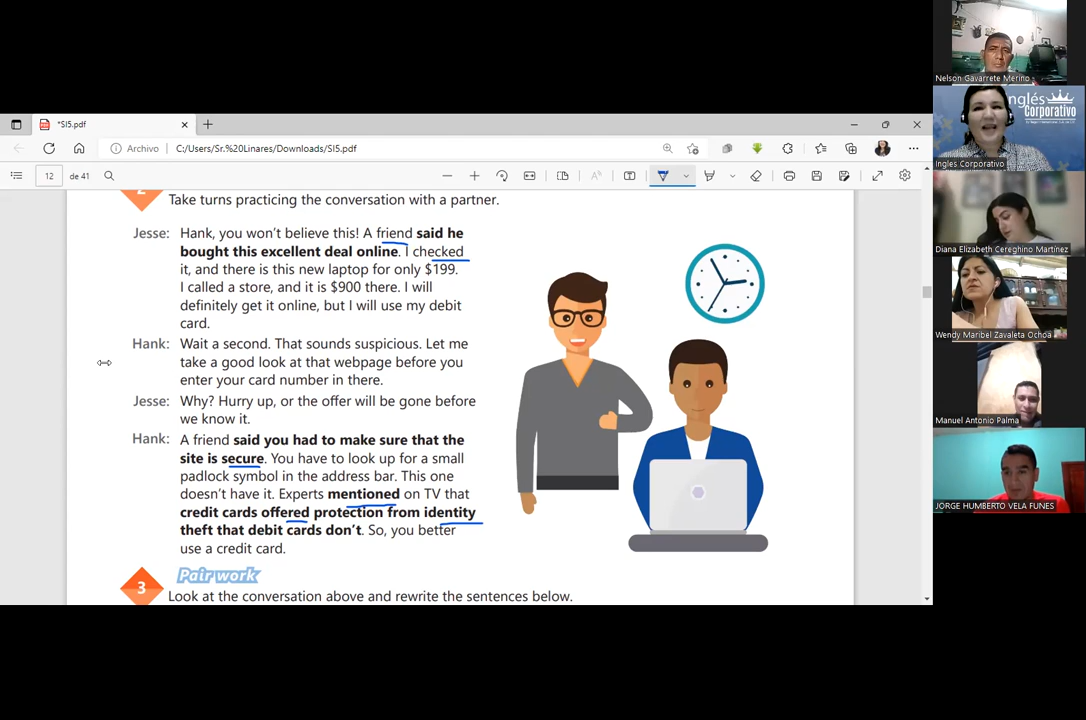 *SI5.pdf
Archivo
C:/Users/Sr.%20Linares/Downloads/SI5.pdf
12
de 41
2
Take turns practicing the conversation with a partner.
Jesse: Hank, you won't believe this! A friend said he
bought this excellent deal online. I checked
it, and there is this new laptop for only $199.
I called a store, and it is $900 there. I will
definitely get it online, but I will use my debit
card.
Hank: Wait a second. That sounds suspicious. Let me
take a good look at that webpage before you
enter your card number in there.
Jesse: Why? Hurry up, or the offer will be gone before
we know it.
Hank: A friend said you had to make sure that the
site is secure. You have to look up for a small
padlock symbol in the address bar. This one
doesn't have it. Experts mentioned on TV that
credit cards offered protection from identity
theft that debit cards don't. So, you better
use a credit card.
Pair work
3
Look at the conversation above and rewrite the sentences below.
Nelson Gavarrete Merino
Inglés
Corporativo
Ingles Corporativo
Diana Elizabeth Cereghino Martínez
Wendy Maribel Zavaleta Ochoa
Manuel Antonio Palma
JORGE HUMBERTO VELA FUNES